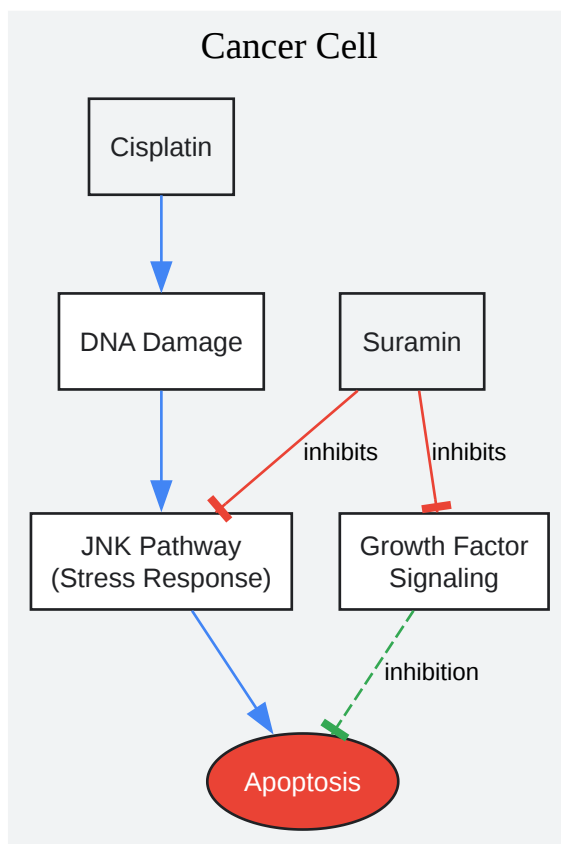 Cancer Cell
Cisplatin
DNA Damage
Suramin
inhibits
inhibits
JNK Pathway
(Stress Response)
Growth Factor
Signaling
inhibition
Apoptosis